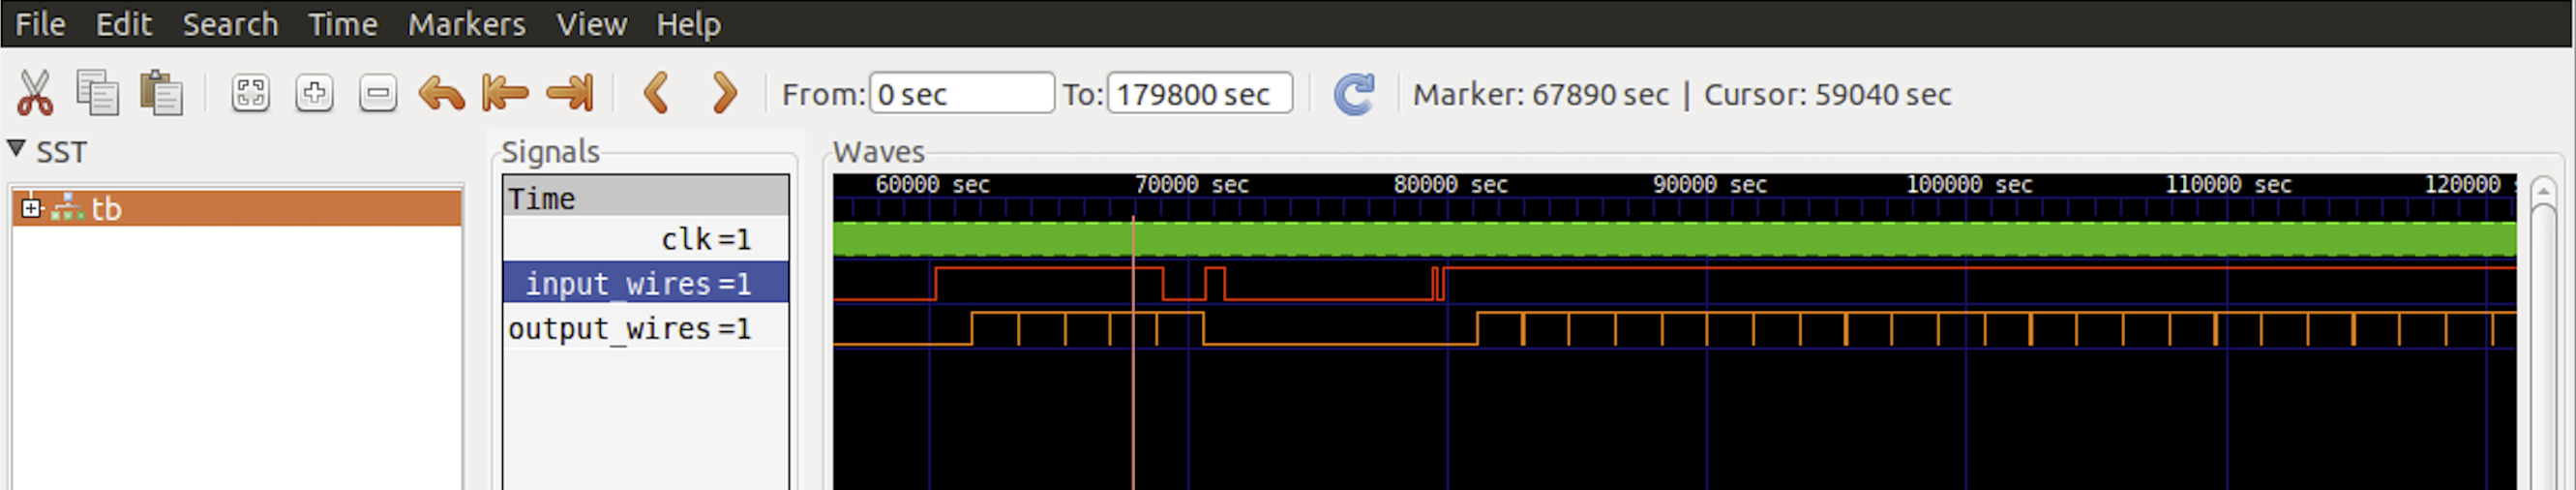 File Edit Search Time Markers View Help
From: 0 sec To: 179800 sec Marker: 67890 sec | Cursor: 59040 sec
SST
tb
Signals
Time
clk =1
input_wires =1
output_wires =1
Waves
60000 sec 70000 sec 80000 sec 90000 sec 100000 sec 110000 sec 120000